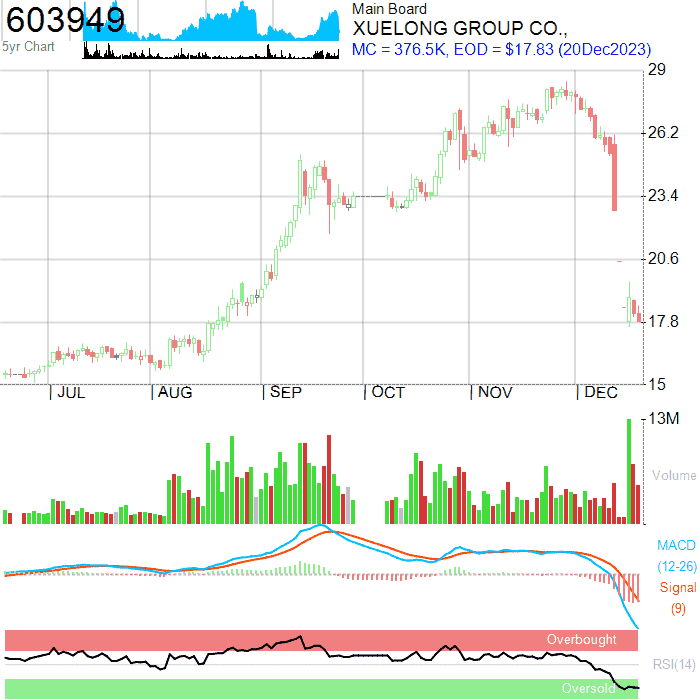 603949
5yr Chart
Main Board
XUELONG GROUP CO.,
MC = 376.5K, EOD = $17.83 (20Dec2023)
29
26.2
23.4
20.6
17.8
15
JUL AUG SEP OCT NOV DEC
13M
Volume
MACD
(12-26)
Signal
(9)
Overbought
RSI(14)
Oversold